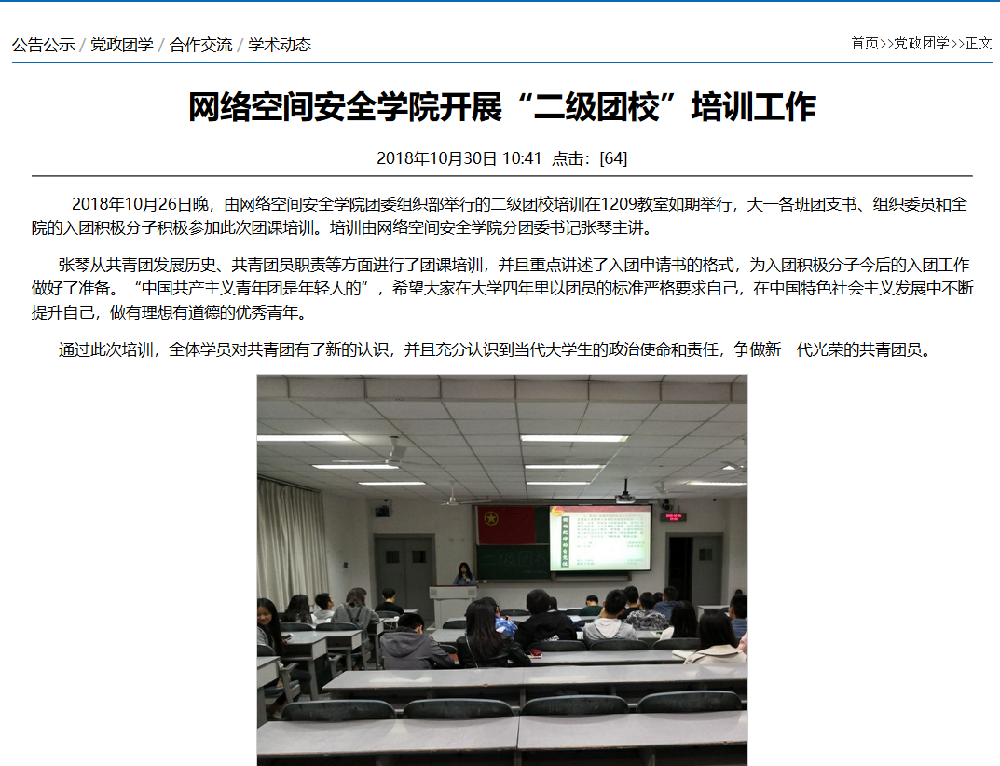 公告公示 / 党政团学 / 合作交流 / 学术动态
首页>>党政团学>>正文
网络空间安全学院开展“二级团校”培训工作
2018年10月30日 10:41 点击：[64]
2018年10月26日晚，由网络空间安全学院团委组织部举行的二级团校培训在1209教室如期举行，大一各班团支书、组织委员和全
院的入团积极分子积极参加此次团课培训。培训由网络空间安全学院分团委书记张琴主讲。
张琴从共青团发展历史、共青团员职责等方面进行了团课培训，并且重点讲述了入团申请书的格式，为入团积极分子今后的入团工作
做好了准备。“中国共产主义青年团是年轻人的”，希望大家在大学四年里以团员的标准严格要求自己，在中国特色社会主义发展中不断
提升自己，做有理想有道德的优秀青年。
通过此次培训，全体学员对共青团有了新的认识，并且充分认识到当代大学生的政治使命和责任，争做新一代光荣的共青团员。
二级团校